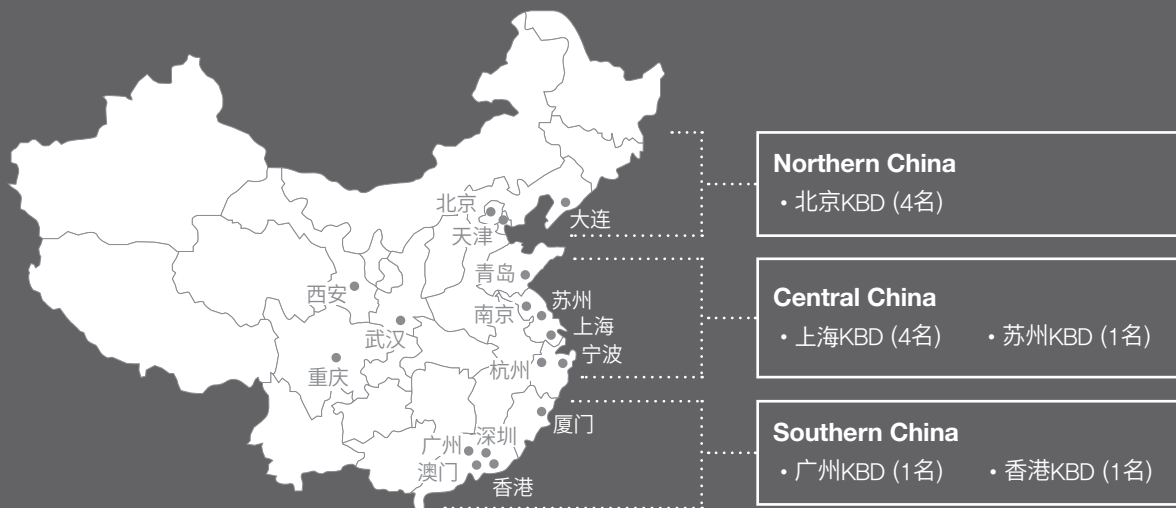 北京
天津
大连
青岛
西安
南京
苏州
武汉
上海
宁波
杭州
重庆
厦门
广州
深圳
澳门
香港
Northern China
• 北京KBD (4名)
Central China
• 上海KBD (4名) • 苏州KBD (1名)
Southern China
• 广州KBD (1名) • 香港KBD (1名)